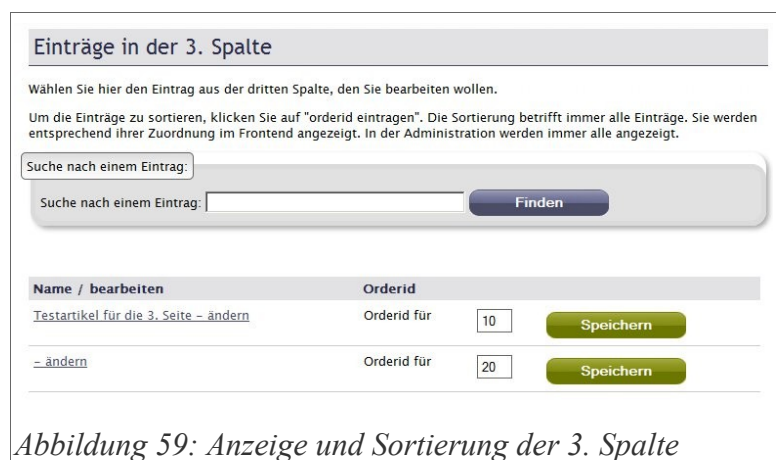 Einträge in der 3. Spalte
Wählen Sie hier den Eintrag aus der dritten Spalte, den Sie bearbeiten wollen.
Um die Einträge zu sortieren, klicken Sie auf "orderid eintragen". Die Sortierung betrifft immer alle Einträge. Sie werden
entsprechend ihrer Zuordnung im Frontend angezeigt. In der Administration werden immer alle angezeigt.
Suche nach einem Eintrag:
Suche nach einem Eintrag: Finden
Name / bearbeiten Orderid
Testartikel für die 3. Seite – ändern Orderid für 10 Speichern
– ändern Orderid für 20 Speichern
Abbildung 59: Anzeige und Sortierung der 3. Spalte